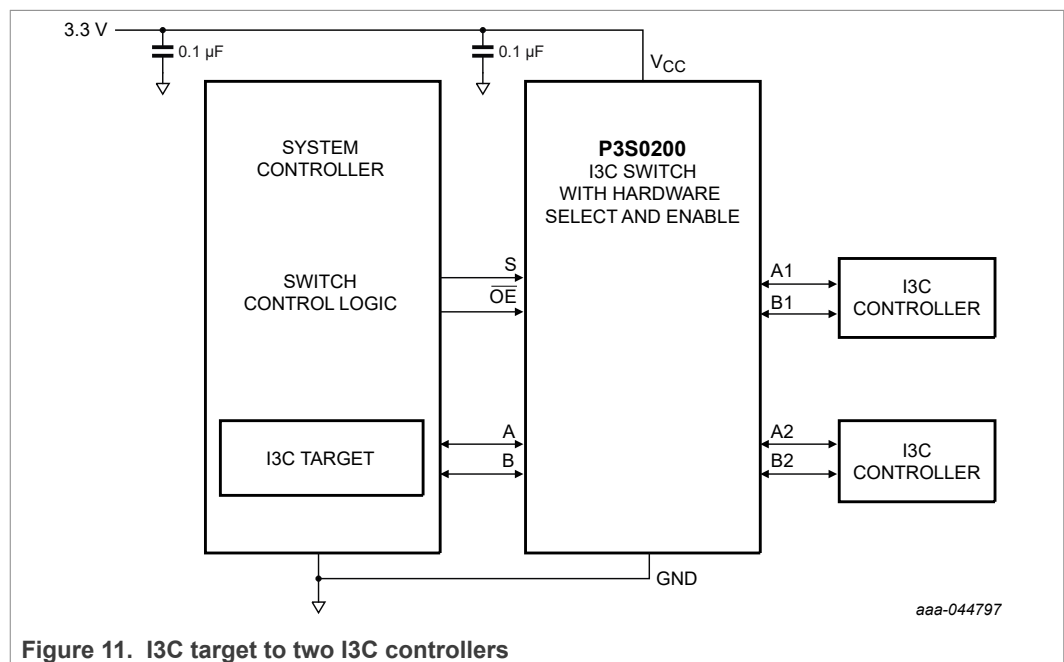 3.3 V
0.1 µF
0.1 µF
VCC
SYSTEM
CONTROLLER
P3S0200
I3C SWITCH
WITH HARDWARE
SELECT AND ENABLE
SWITCH
CONTROL LOGIC
S
OE
A1
B1
I3C
CONTROLLER
I3C TARGET
A
B
A2
B2
I3C
CONTROLLER
GND
aaa-044797
Figure 11. I3C target to two I3C controllers